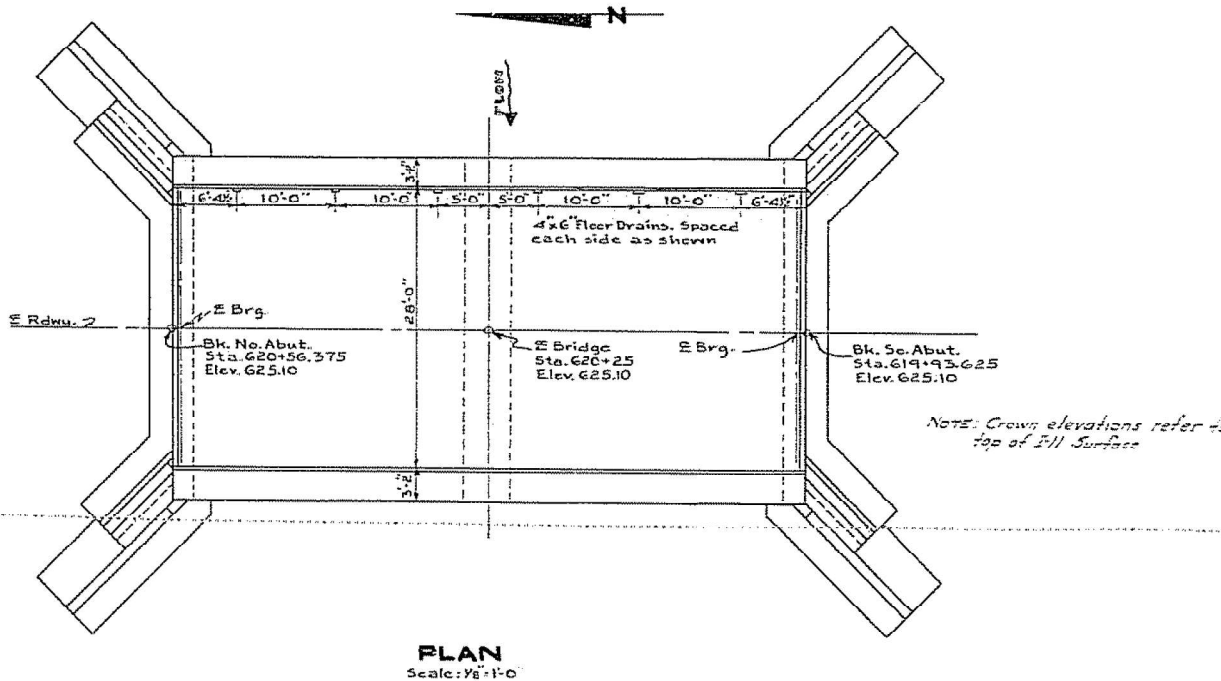 N
FLOW
3'-2"
6'-4½" 10'-0" 10'-0" 5'-0" 5'-0" 10'-0" 10'-0" 6'-4½"
4"x6" Floor Drains. Spaced
each side as shown
28'-0"
℄ Rdwy. 2
℄ Brg.
Bk. No. Abut.
Sta. 620+56.375
Elev. 625.10
℄ Bridge
Sta. 620+25
Elev. 625.10
℄ Brg.
Bk. So. Abut.
Sta. 619+93.625
Elev. 625.10
NOTE: Crown elevations refer to
top of I-11 Surface
3'-2"
PLAN
Scale: ⅛"=1'-0"